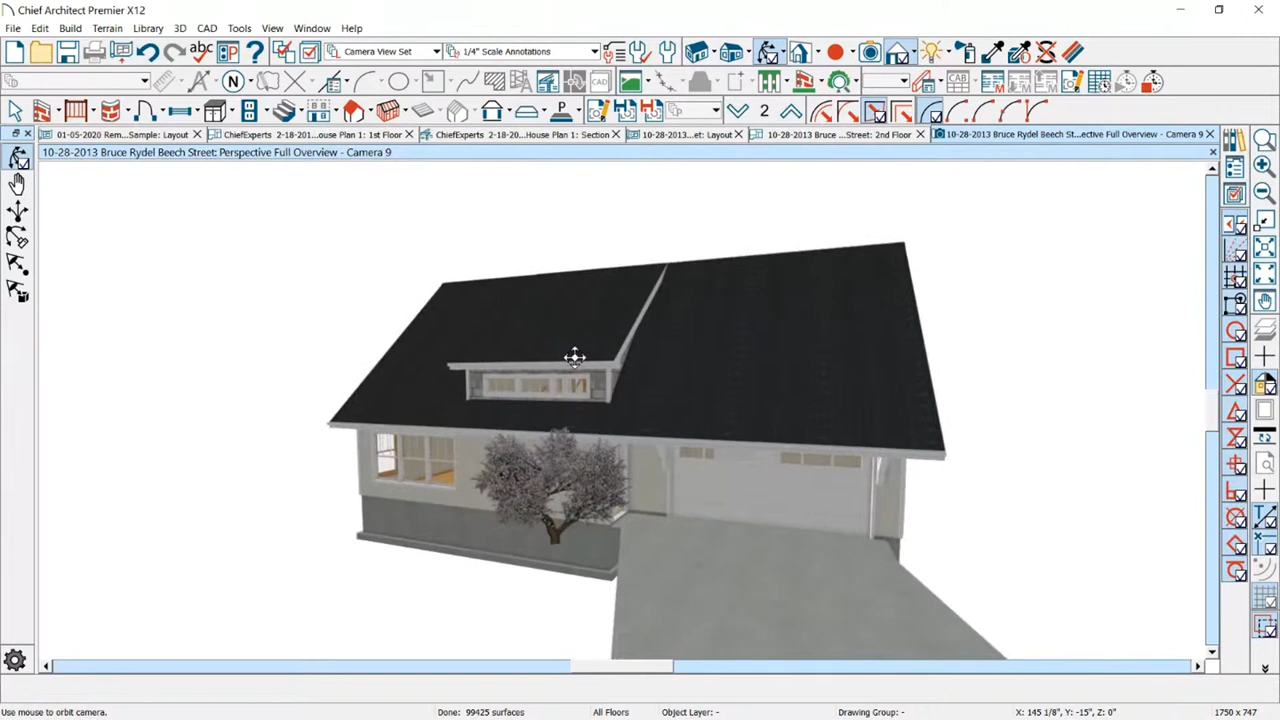 Chief Architect Premier X12
File Edit Build Terrain Library 3D CAD Tools Window Help
abc P ? Camera View Set 1/4" Scale Annotations
N CAD CAB
P 2
01-05-2020 Rem...Sample: Layout ChiefExperts 2-18-201...ouse Plan 1: 1st Floor ChiefExperts 2-18-20...House Plan 1: Section 10-28-2013...et: Layout 10-28-2013 Bruce ...Street: 2nd Floor 10-28-2013 Bruce Rydel Beech St...ective Full Overview - Camera 9
10-28-2013 Bruce Rydel Beech Street: Perspective Full Overview - Camera 9
Use mouse to orbit camera. Done: 99425 surfaces All Floors Object Layer: - Drawing Group: - X: 145 1/8", Y: -15", Z: 0" 1750 x 747